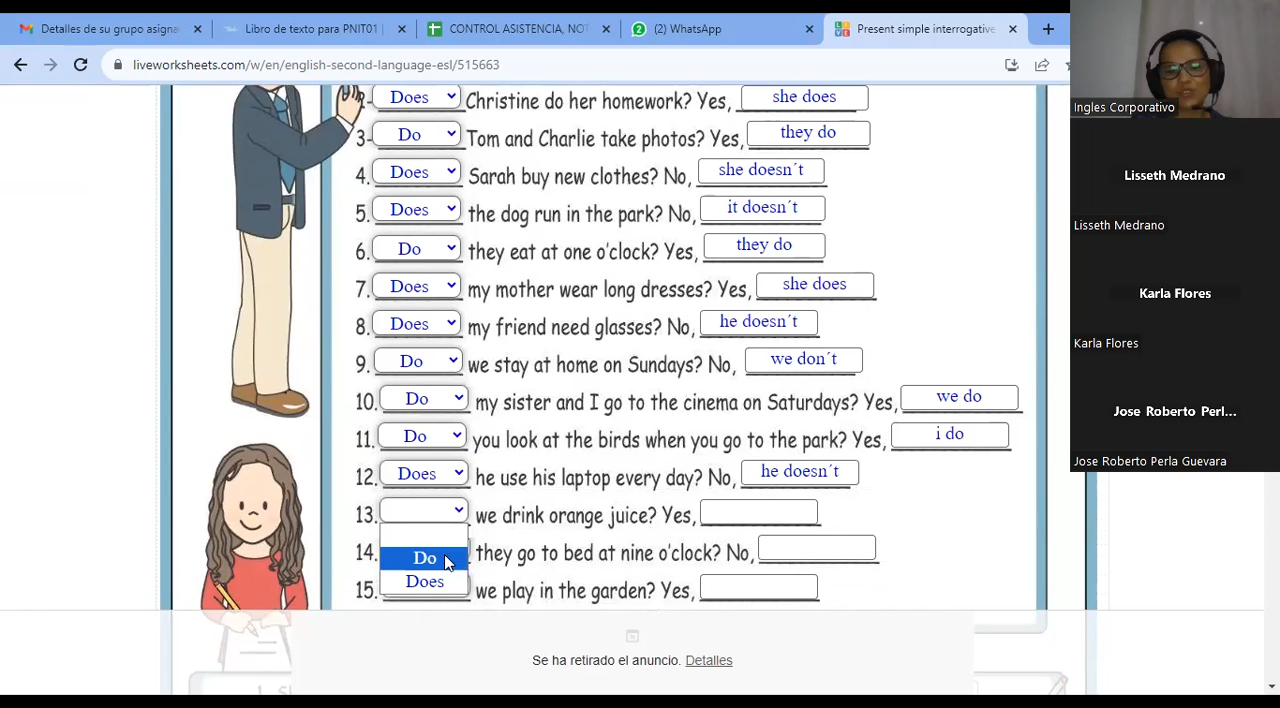 Detalles de su grupo asigna
Libro de texto para PNIT01
CONTROL ASISTENCIA, NOT
(2) WhatsApp
Present simple interrogative
liveworksheets.com/w/en/english-second-language-esl/515663
Does Christine do her homework? Yes, she does
3- Do Tom and Charlie take photos? Yes, they do
4. Does Sarah buy new clothes? No, she doesn´t
5. Does the dog run in the park? No, it doesn´t
6. Do they eat at one o'clock? Yes, they do
7. Does my mother wear long dresses? Yes, she does
8. Does my friend need glasses? No, he doesn´t
9. Do we stay at home on Sundays? No, we don´t
10. Do my sister and I go to the cinema on Saturdays? Yes, we do
11. Do you look at the birds when you go to the park? Yes, i do
12. Does he use his laptop every day? No, he doesn´t
13. we drink orange juice? Yes,
Do
14. they go to bed at nine o'clock? No,
Does
15. we play in the garden? Yes,
Se ha retirado el anuncio. Detalles
Ingles Corporativo
Lisseth Medrano
Lisseth Medrano
Karla Flores
Karla Flores
Jose Roberto Perl...
Jose Roberto Perla Guevara